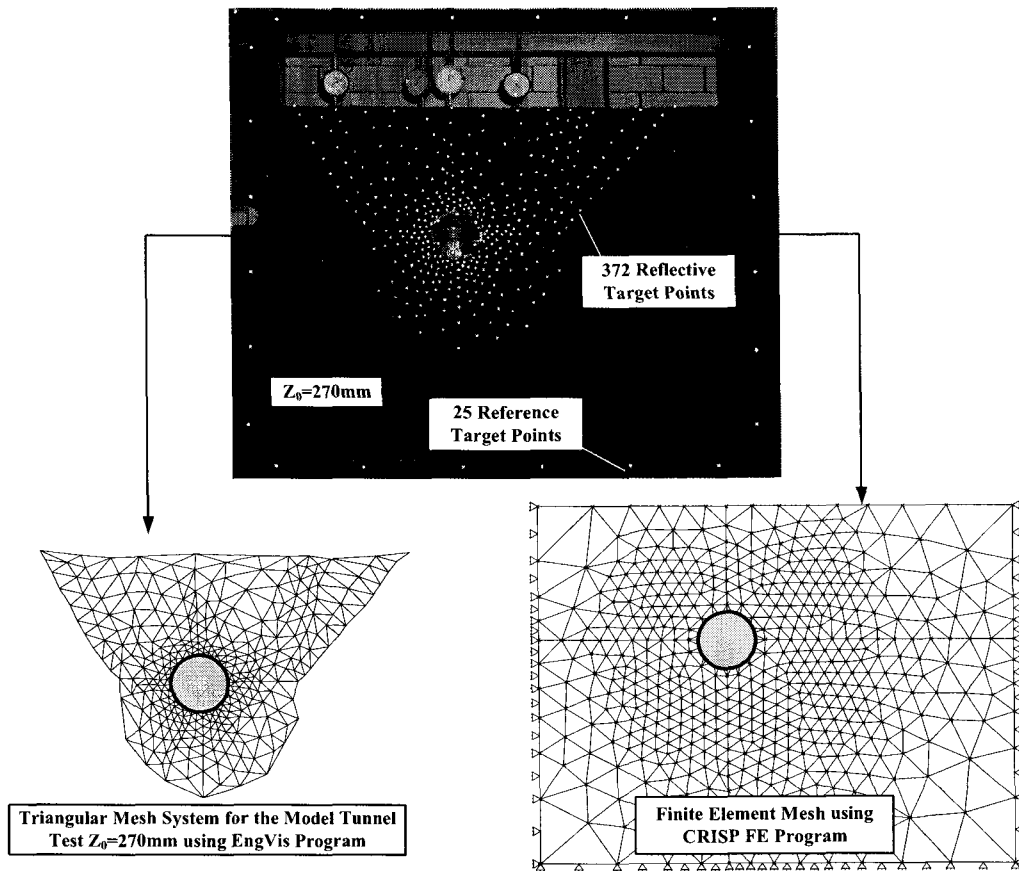 372 Reflective
Target Points
Z₀=270mm
25 Reference
Target Points
Triangular Mesh System for the Model Tunnel
Test Z₀=270mm using EngVis Program
Finite Element Mesh using
CRISP FE Program